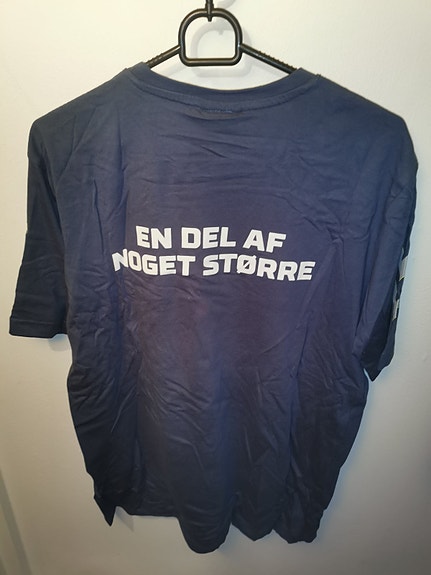 EN DEL AF
NOGET STØRRE